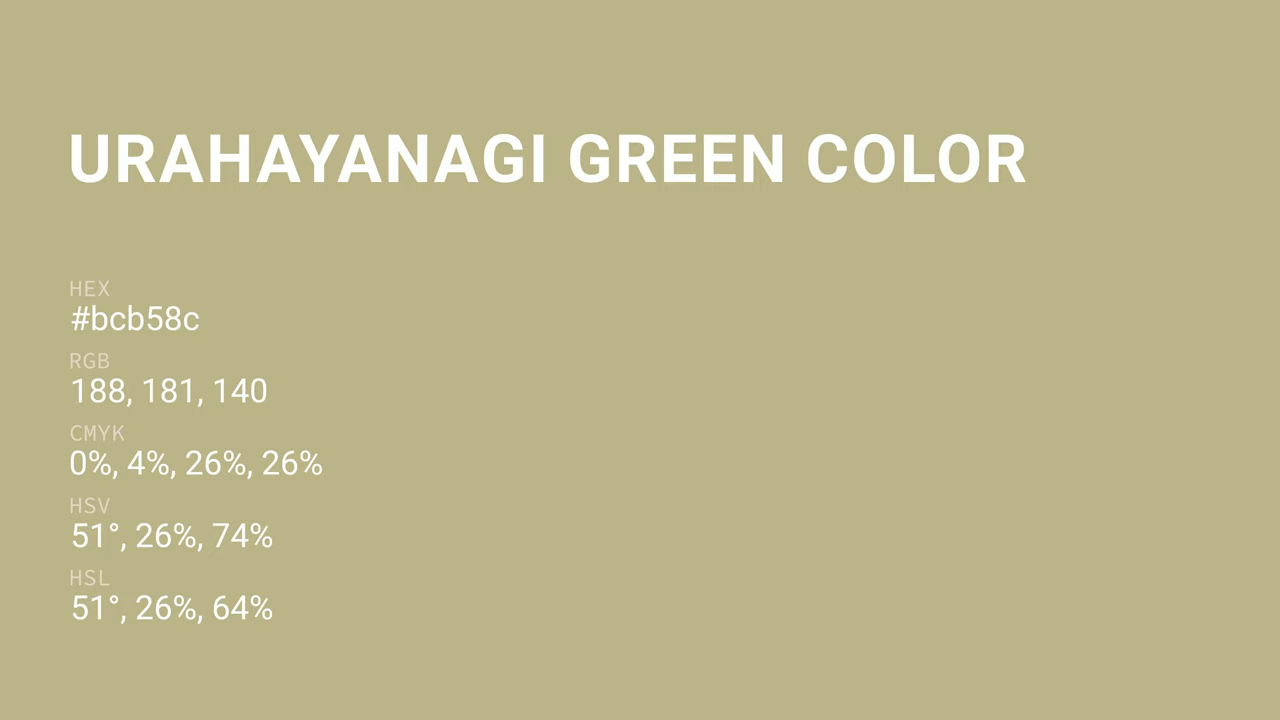 URAHAYANAGI GREEN COLOR
HEX
#bcb58c
RGB
188, 181, 140
CMYK
0%, 4%, 26%, 26%
HSV
51°, 26%, 74%
HSL
51°, 26%, 64%